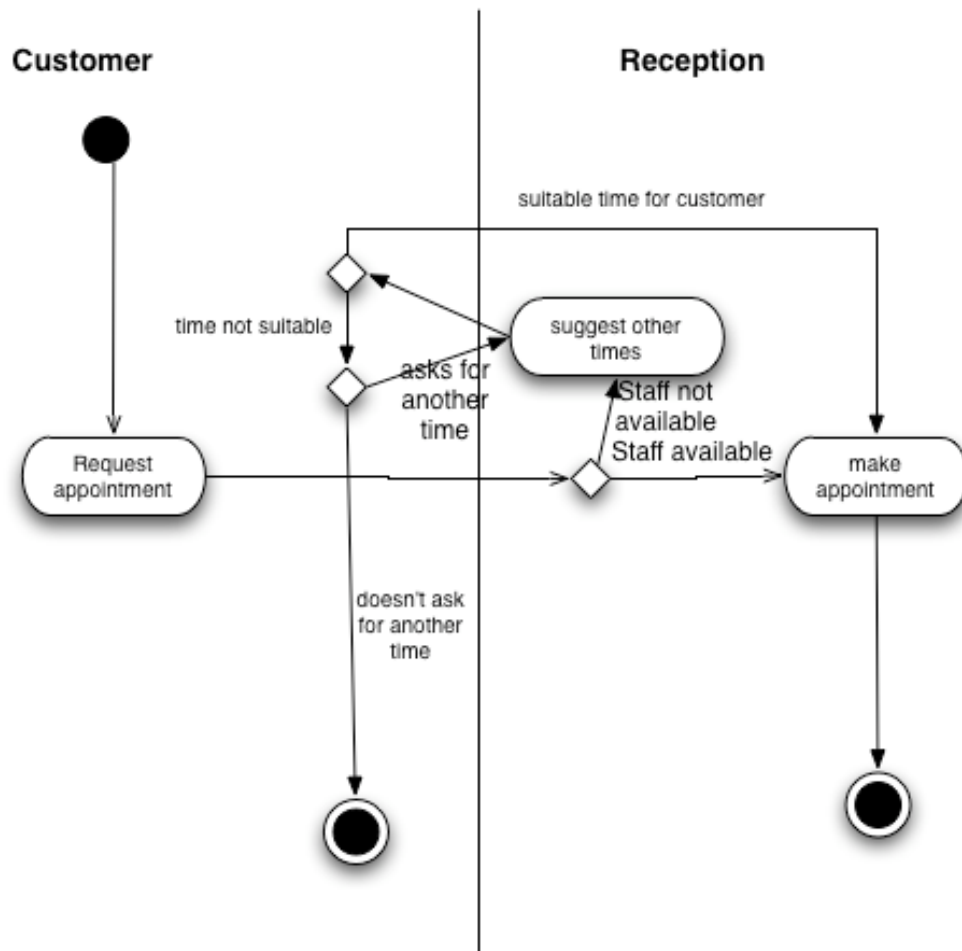 Customer
Reception
suitable time for customer
time not suitable
suggest other
times
asks for
another
time
Staff not
available
Staff available
Request
appointment
make
appointment
doesn't ask
for another
time